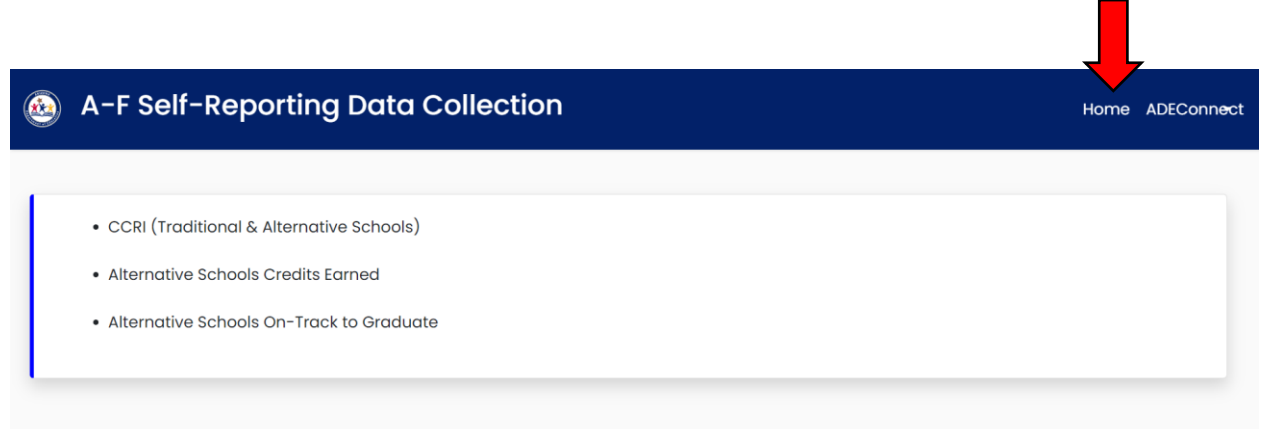 A-F Self-Reporting Data Collection
Home ADEConnect
• CCRI (Traditional & Alternative Schools)
• Alternative Schools Credits Earned
• Alternative Schools On-Track to Graduate